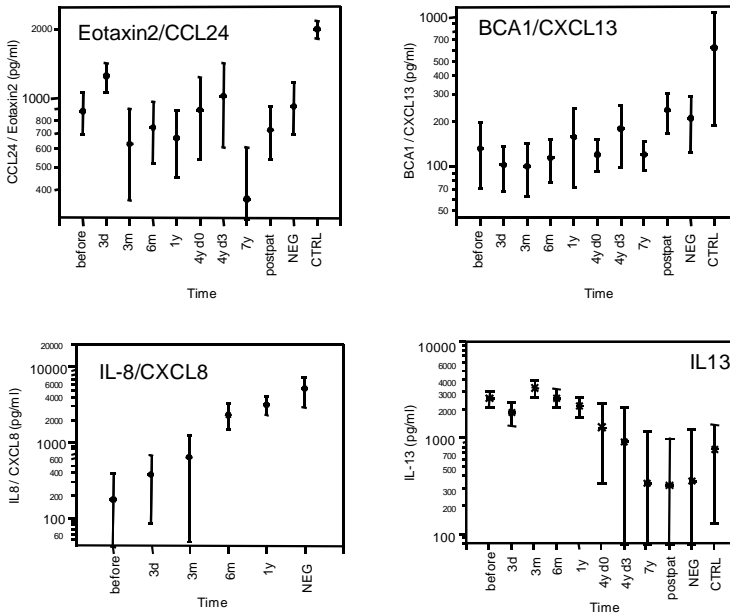 Eotaxin2/CCL24
CCL24 / Eotaxin2 (pg/ml)
2000
1000
800
700
600
500
400
before
3d
3m
6m
1y
4y d0
4y d3
7y
postpat
NEG
CTRL
Time
BCA1/CXCL13
BCA1 / CXCL13 (pg/ml)
1000
700
500
400
300
200
100
70
50
before
3d
3m
6m
1y
4y d0
4y d3
7y
postpat
NEG
CTRL
Time
IL-8/CXCL8
IL8 / CXCL8 (pg/ml)
20000
10000
6000
4000
2000
1000
400
200
100
60
before
3d
3m
6m
1y
NEG
Time
IL13
IL-13 (pg/ml)
10000
5000
3000
2000
1000
700
500
300
200
100
before
3d
3m
6m
1y
4y d0
4y d3
7y
postpat
NEG
CTRL
Time